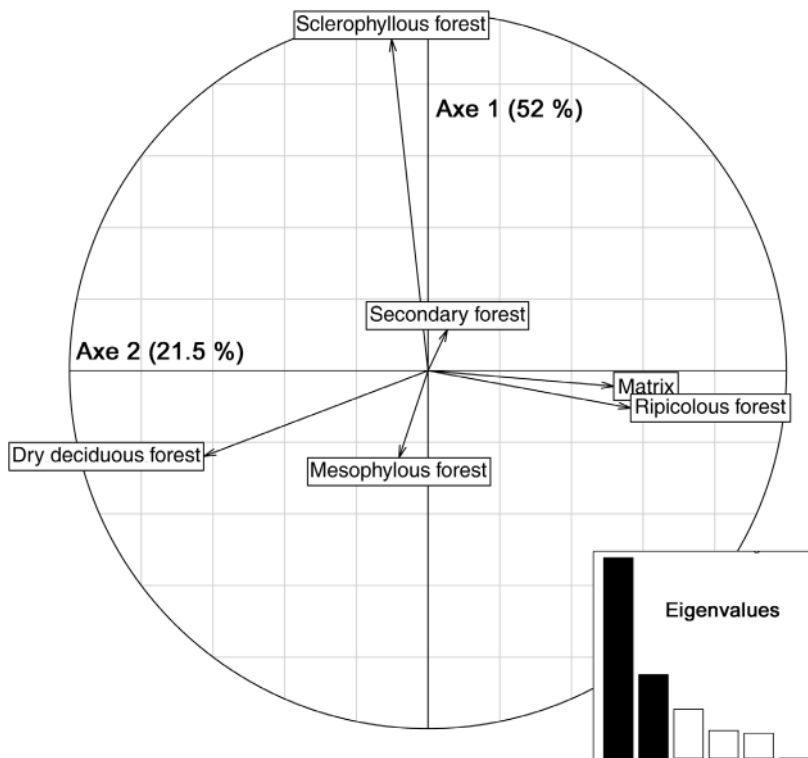 Sclerophyllous forest
Axe 1 (52 %)
Secondary forest
Axe 2 (21.5 %)
Matrix
Ripicolous forest
Dry deciduous forest
Mesophylous forest
Eigenvalues